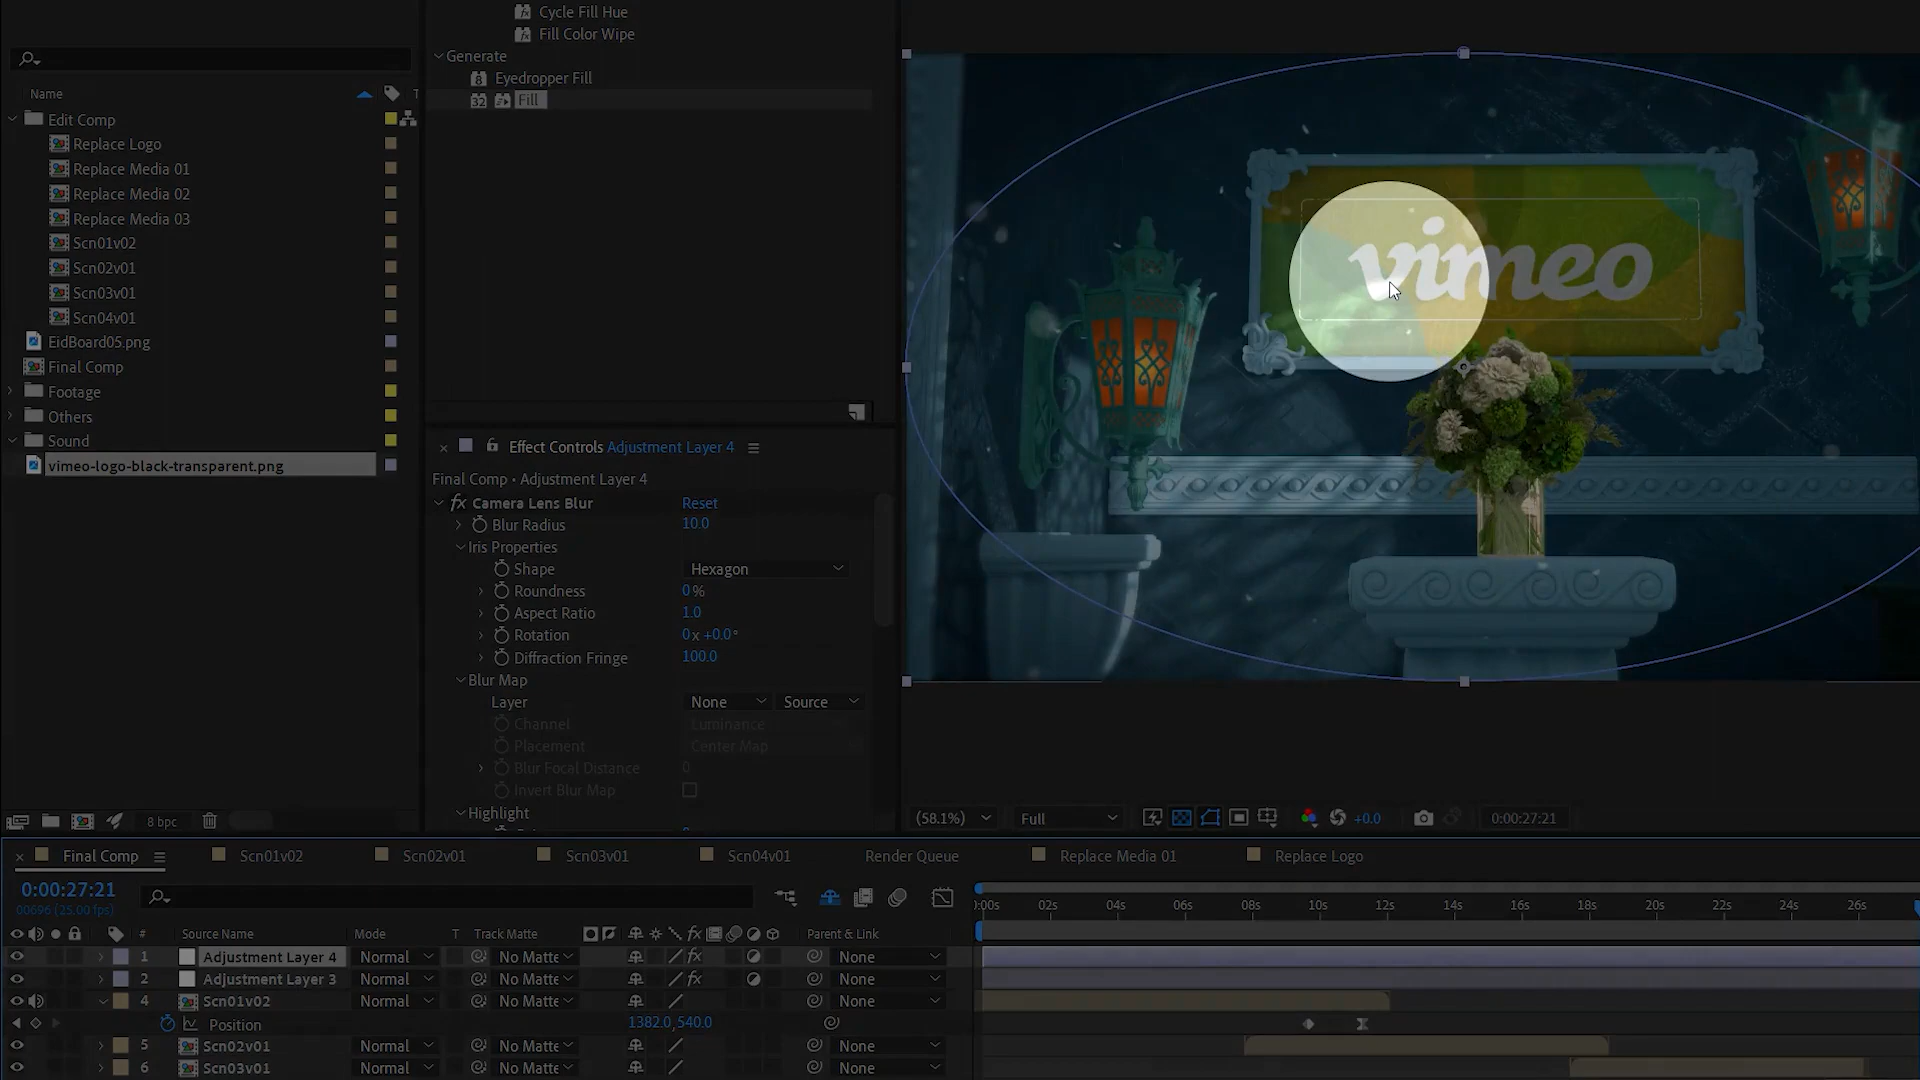 Cycle Fill Hue
Fill Color Wipe
Generate
Eyedropper Fill
32 Fill
Name
Edit Comp
Replace Logo
Replace Media 01
Replace Media 02
Replace Media 03
Scn01v02
Scn02v01
Scn03v01
Scn04v01
EidBoard05.png
Final Comp
Footage
Others
Sound
vimeo-logo-black-transparent.png
8 bpc
Effect Controls Adjustment Layer 4
Final Comp • Adjustment Layer 4
fx Camera Lens Blur Reset
Blur Radius 10.0
Iris Properties
Shape Hexagon
Roundness 0%
Aspect Ratio 1.0
Rotation 0x+0.0°
Diffraction Fringe 100.0
Blur Map
Layer None Source
Channel Luminance
Placement Center Map
Blur Focal Distance 0
Invert Blur Map
Highlight
vimeo
(58.1%) Full +0.0 0:00:27:21
Final Comp Scn01v02 Scn02v01 Scn03v01 Scn04v01 Render Queue Replace Media 01 Replace Logo
0:00:27:21
00696 (25.00 fps)
:00s 02s 04s 06s 08s 10s 12s 14s 16s 18s 20s 22s 24s 26s
# Source Name Mode T Track Matte fx Parent & Link
1 Adjustment Layer 4 Normal No Matte fx None
2 Adjustment Layer 3 Normal No Matte fx None
4 Scn01v02 Normal No Matte None
Position 1382.0,540.0
5 Scn02v01 Normal No Matte None
6 Scn03v01 Normal No Matte None